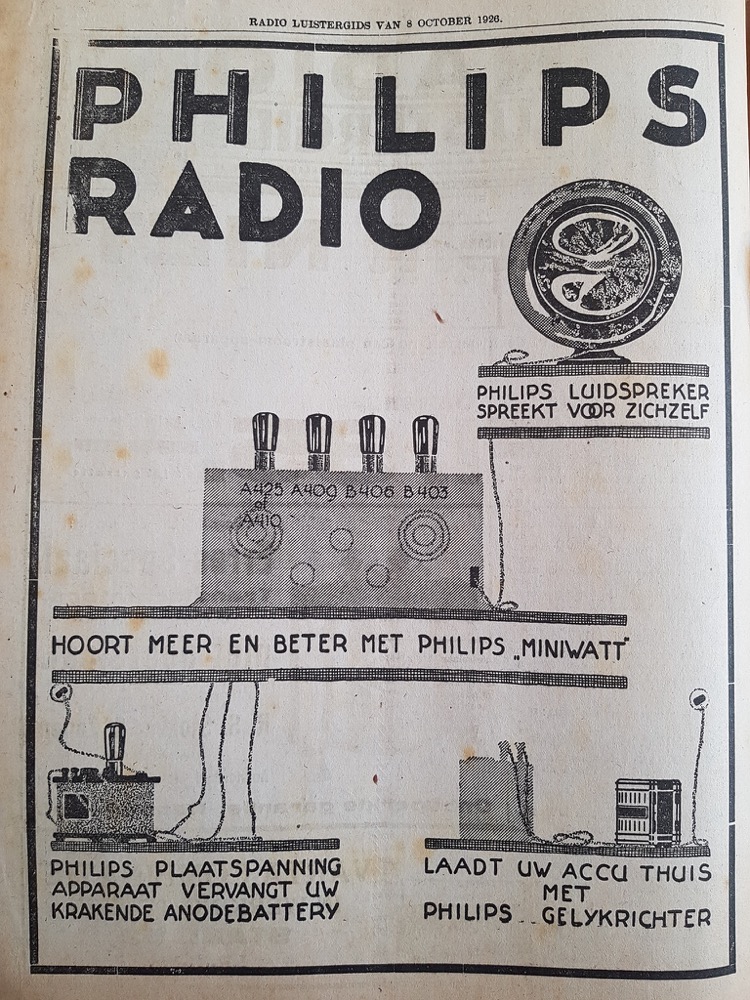 RADIO LUISTERGIDS VAN 8 OCTOBER 1926.
PHILIPS
RADIO
PHILIPS LUIDSPREKER
SPREEKT VOOR ZICHZELF
A425 A409 B406 B403
of
A410
HOORT MEER EN BETER MET PHILIPS „MINIWATT"
PHILIPS PLAATSPANNING
APPARAAT VERVANGT UW
KRAKENDE ANODEBATTERY
LAADT UW ACCU THUIS
MET
PHILIPS GELYKRICHTER